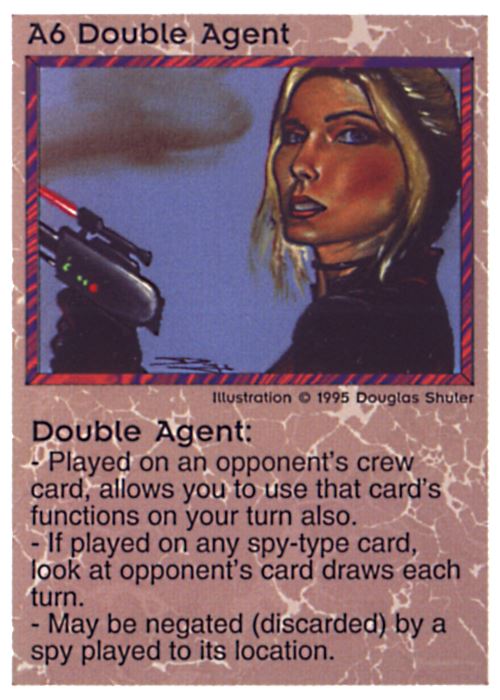 A6 Double Agent
Illustration © 1995 Douglas Shuler
Double Agent:
- Played on an opponent's crew
card, allows you to use that card's
functions on your turn also.
- If played on any spy-type card,
look at opponent's card draws each
turn.
- May be negated (discarded) by a
spy played to its location.